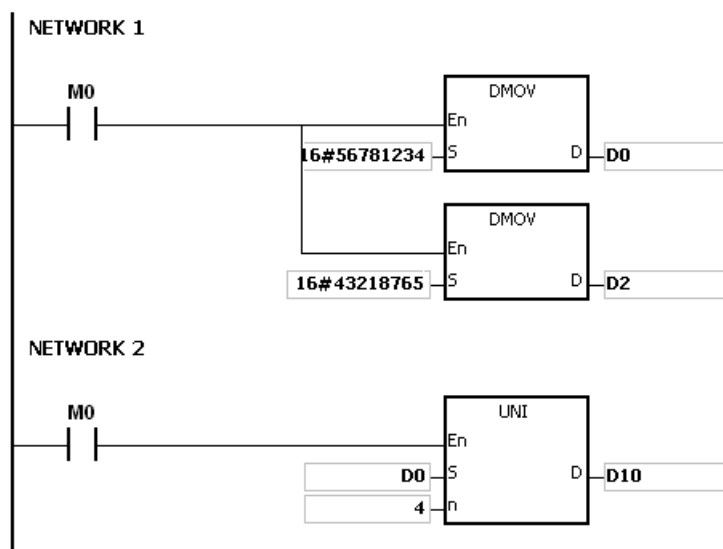 NETWORK 1
M0
DMOV
En
16#56781234 S D D0
DMOV
En
16#43218765 S D D2
NETWORK 2
M0
UNI
En
D0 S D D10
4 n